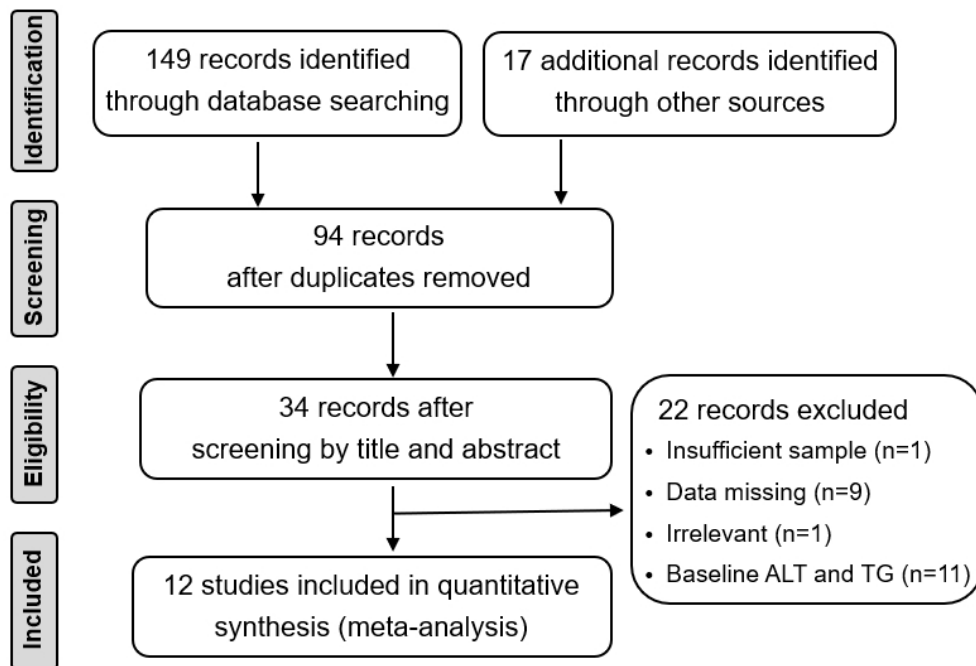 Identification
149 records identified
through database searching
17 additional records identified
through other sources
Screening
94 records
after duplicates removed
Eligibility
34 records after
screening by title and abstract
22 records excluded
• Insufficient sample (n=1)
• Data missing (n=9)
• Irrelevant (n=1)
• Baseline ALT and TG (n=11)
Included
12 studies included in quantitative
synthesis (meta-analysis)